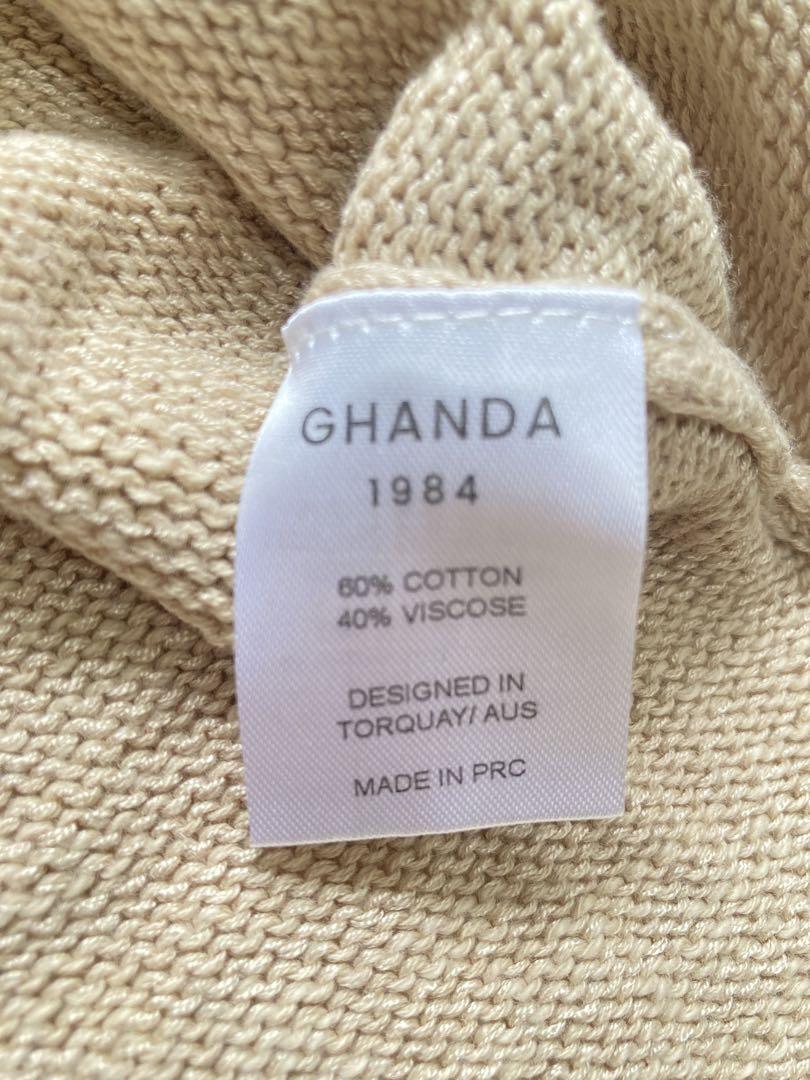 GHANDA
1984
60% COTTON
40% VISCOSE
DESIGNED IN
TORQUAY/ AUS
MADE IN PRC